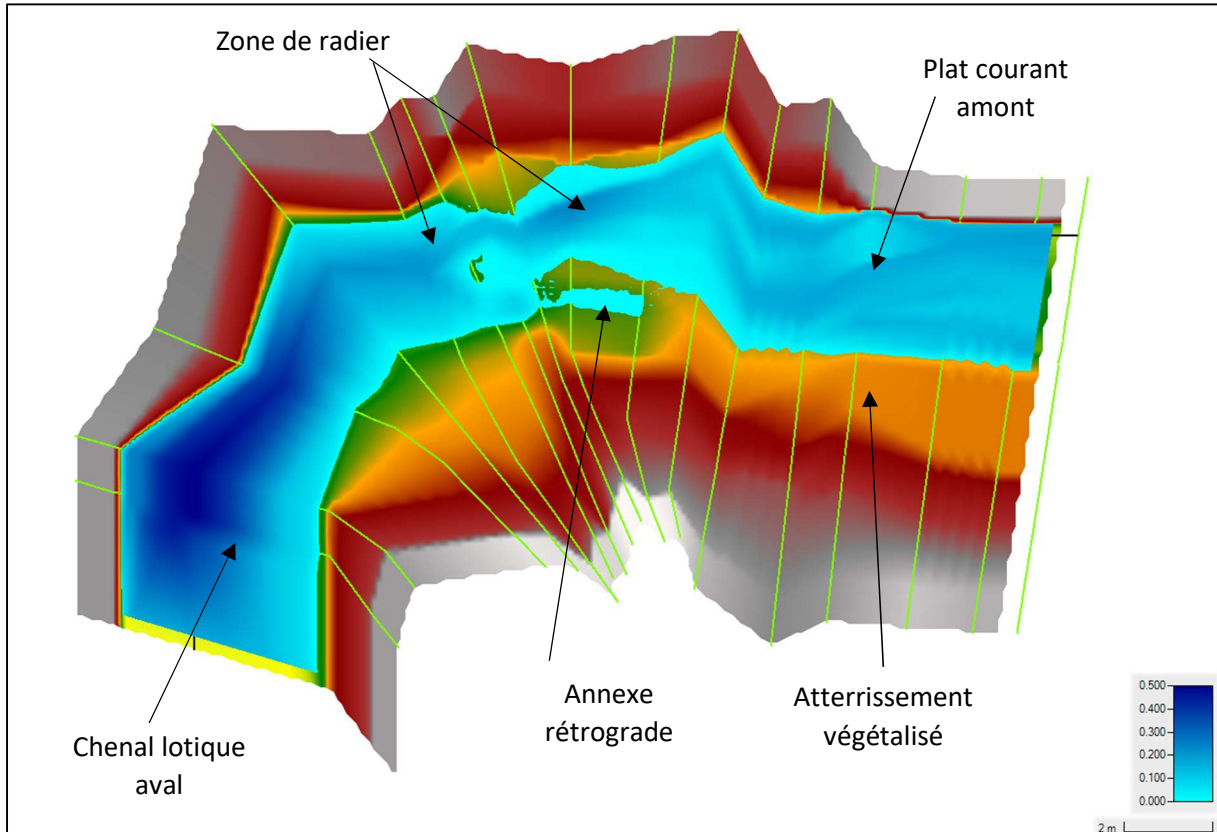 Zone de radier
Plat courant
amont
Chenal lotique
aval
Annexe
rétrograde
Atterrissement
végétalisé
0.500
0.400
0.300
0.200
0.100
0.000
2 m